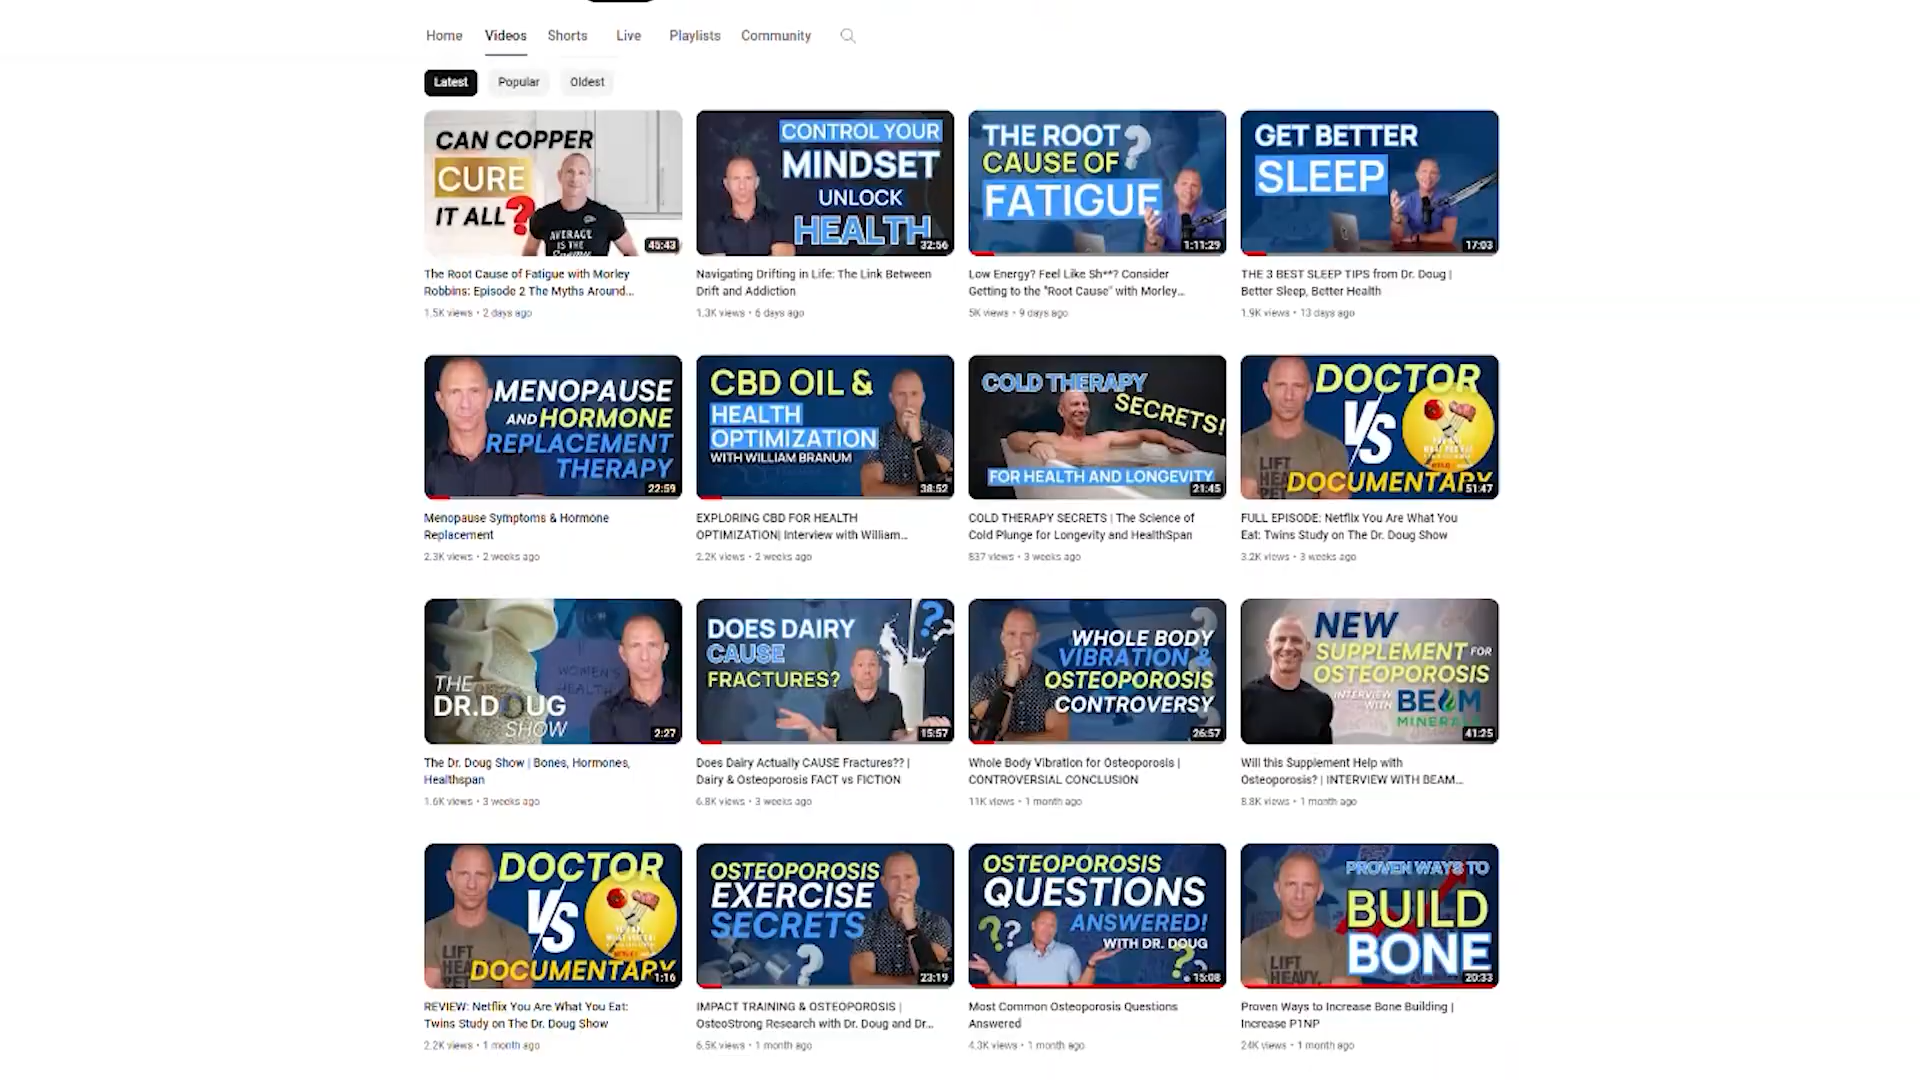 Home Videos Shorts Live Playlists Community
Latest Popular Oldest
CAN COPPER
CURE
IT ALL?
AVERAGE
IS THE
45:43
The Root Cause of Fatigue with Morley
Robbins: Episode 2 The Myths Around...
1.5K views • 2 days ago
CONTROL YOUR
MINDSET
UNLOCK
HEALTH
32:56
Navigating Drifting in Life: The Link Between
Drift and Addiction
1.3K views • 6 days ago
THE ROOT
CAUSE OF
FATIGUE
?
1:11:29
Low Energy? Feel Like Sh**? Consider
Getting to the "Root Cause" with Morley...
5K views • 9 days ago
GET BETTER
SLEEP
17:03
THE 3 BEST SLEEP TIPS from Dr. Doug |
Better Sleep, Better Health
1.9K views • 13 days ago
MENOPAUSE
AND HORMONE
REPLACEMENT
THERAPY
22:59
Menopause Symptoms & Hormone
Replacement
2.3K views • 2 weeks ago
CBD OIL &
HEALTH
OPTIMIZATION
WITH WILLIAM BRANUM
38:52
EXPLORING CBD FOR HEALTH
OPTIMIZATION| Interview with William...
2.2K views • 2 weeks ago
COLD THERAPY
SECRETS!
FOR HEALTH AND LONGEVITY
21:45
COLD THERAPY SECRETS | The Science of
Cold Plunge for Longevity and HealthSpan
837 views • 3 weeks ago
DOCTOR
VS
DOCUMENTARY
LIFT
51:47
FULL EPISODE: Netflix You Are What You
Eat: Twins Study on The Dr. Doug Show
3.2K views • 3 weeks ago
WOMEN'S
HEALTH
THE
DR.DOUG
SHOW
2:27
The Dr. Doug Show | Bones, Hormones,
Healthspan
1.6K views • 3 weeks ago
DOES DAIRY
CAUSE
FRACTURES?
??
15:57
Does Dairy Actually CAUSE Fractures?? |
Dairy & Osteoporosis FACT vs FICTION
6.8K views • 3 weeks ago
WHOLE BODY
VIBRATION &
OSTEOPOROSIS
CONTROVERSY
26:57
Whole Body Vibration for Osteoporosis |
CONTROVERSIAL CONCLUSION
11K views • 1 month ago
NEW
SUPPLEMENT FOR
OSTEOPOROSIS
INTERVIEW
WITH BEAM
MINERALS
41:25
Will this Supplement Help with
Osteoporosis? | INTERVIEW WITH BEAM...
8.8K views • 1 month ago
DOCTOR
VS
DOCUMENTARY
LIFT
1:16
REVIEW: Netflix You Are What You Eat:
Twins Study on The Dr. Doug Show
2.2K views • 1 month ago
OSTEOPOROSIS
EXERCISE
SECRETS
?
23:19
IMPACT TRAINING & OSTEOPOROSIS |
OsteoStrong Research with Dr. Doug and Dr...
6.5K views • 1 month ago
OSTEOPOROSIS
QUESTIONS
ANSWERED!
WITH DR. DOUG
??
?
15:08
Most Common Osteoporosis Questions
Answered
4.3K views • 1 month ago
PROVEN WAYS TO
BUILD
BONE
LIFT
HEAVY,
20:33
Proven Ways to Increase Bone Building |
Increase P1NP
24K views • 1 month ago